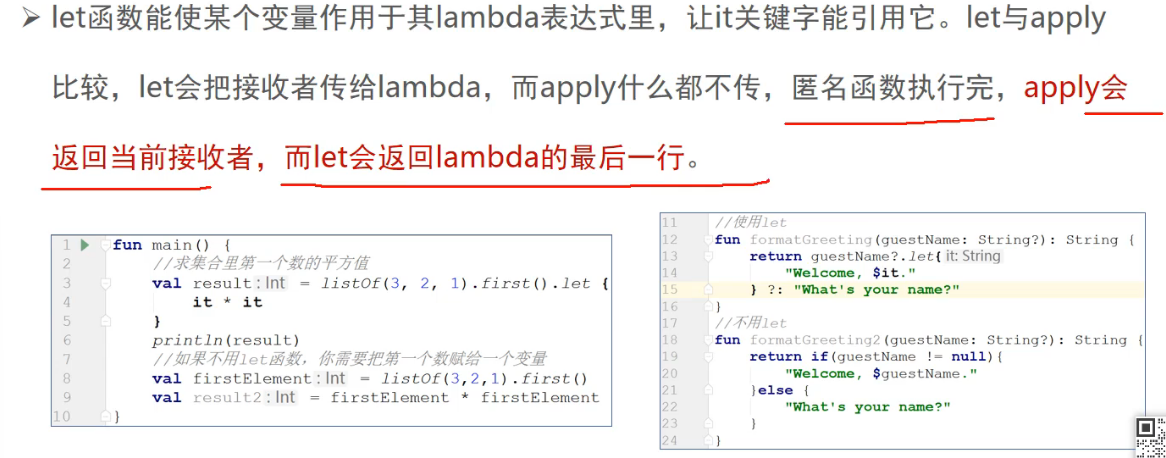 ➢ let函数能使某个变量作用于其lambda表达式里，让it关键字能引用它。let与apply
比较，let会把接收者传给lambda，而apply什么都不传，匿名函数执行完，apply会
返回当前接收者，而let会返回lambda的最后一行。
1 fun main() {
2 //求集合里第一个数的平方值
3 val result: Int = listOf(3, 2, 1).first().let {
4 it * it
5 }
6 println(result)
7 //如果不用let函数，你需要把第一个数赋给一个变量
8 val firstElement: Int = listOf(3,2,1).first()
9 val result2: Int = firstElement * firstElement
10 }
11 //使用let
12 fun formatGreeting(guestName: String?): String {
13 return guestName?.let{ it: String
14 "Welcome, $it."
15 } ?: "What's your name?"
16 }
17 //不用let
18 fun formatGreeting2(guestName: String?): String {
19 return if(guestName != null){
20 "Welcome, $guestName."
21 }else {
22 "What's your name?"
23 }
24 }